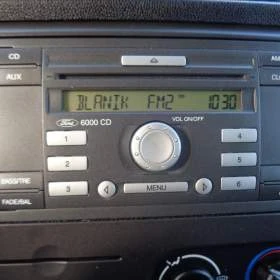 CD
AUX
BLANIK FM2 10:30
Ford 6000 CD
VOL ON/OFF
1
4
2
5
3
6
MENU
BASS/TRE
FADE/BAL